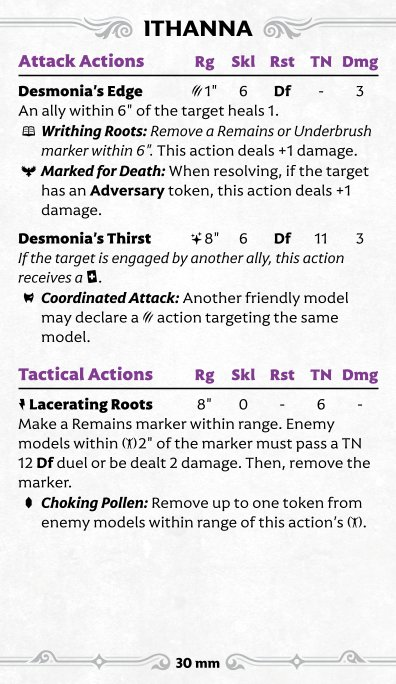 ITHANNA
Attack Actions Rg Skl Rst TN Dmg
Desmonia's Edge 1" 6 Df - 3
An ally within 6" of the target heals 1.
Writhing Roots: Remove a Remains or Underbrush
marker within 6". This action deals +1 damage.
Marked for Death: When resolving, if the target
has an Adversary token, this action deals +1
damage.
Desmonia's Thirst 8" 6 Df 11 3
If the target is engaged by another ally, this action
receives a .
Coordinated Attack: Another friendly model
may declare a action targeting the same
model.
Tactical Actions Rg Skl Rst TN Dmg
Lacerating Roots 8" 0 - 6 -
Make a Remains marker within range. Enemy
models within 2" of the marker must pass a TN
12 Df duel or be dealt 2 damage. Then, remove the
marker.
Choking Pollen: Remove up to one token from
enemy models within range of this action's .
30 mm